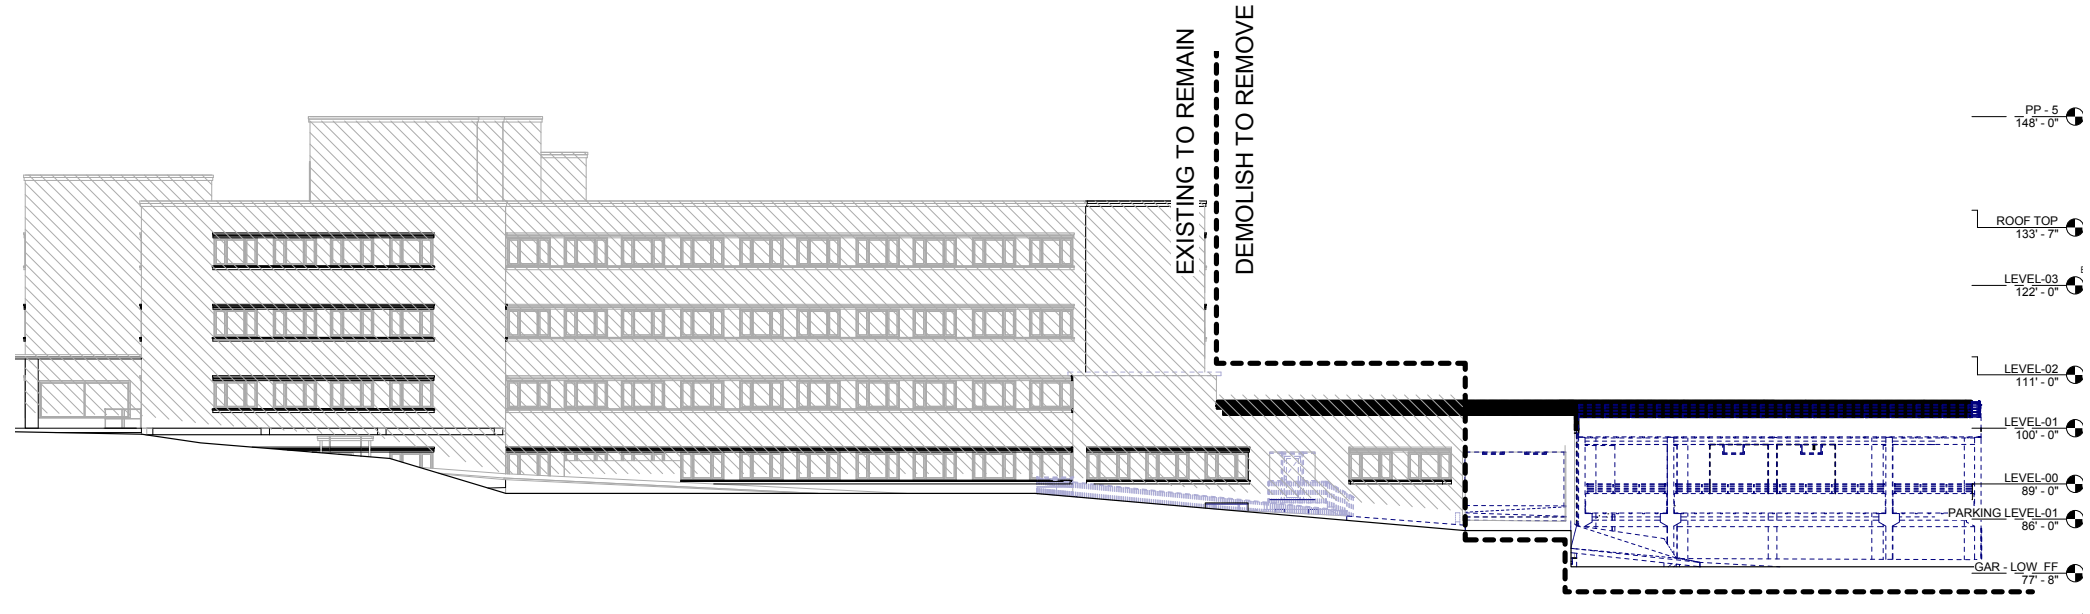 EXISTING TO REMAIN
DEMOLISH TO REMOVE
PP - 5
148' - 0"
ROOF TOP
133' - 7"
LEVEL-03
122' - 0"
LEVEL-02
111' - 0"
LEVEL-01
100' - 0"
LEVEL-00
89' - 0"
PARKING LEVEL-01
86' - 0"
GAR - LOW FF
77' - 8"